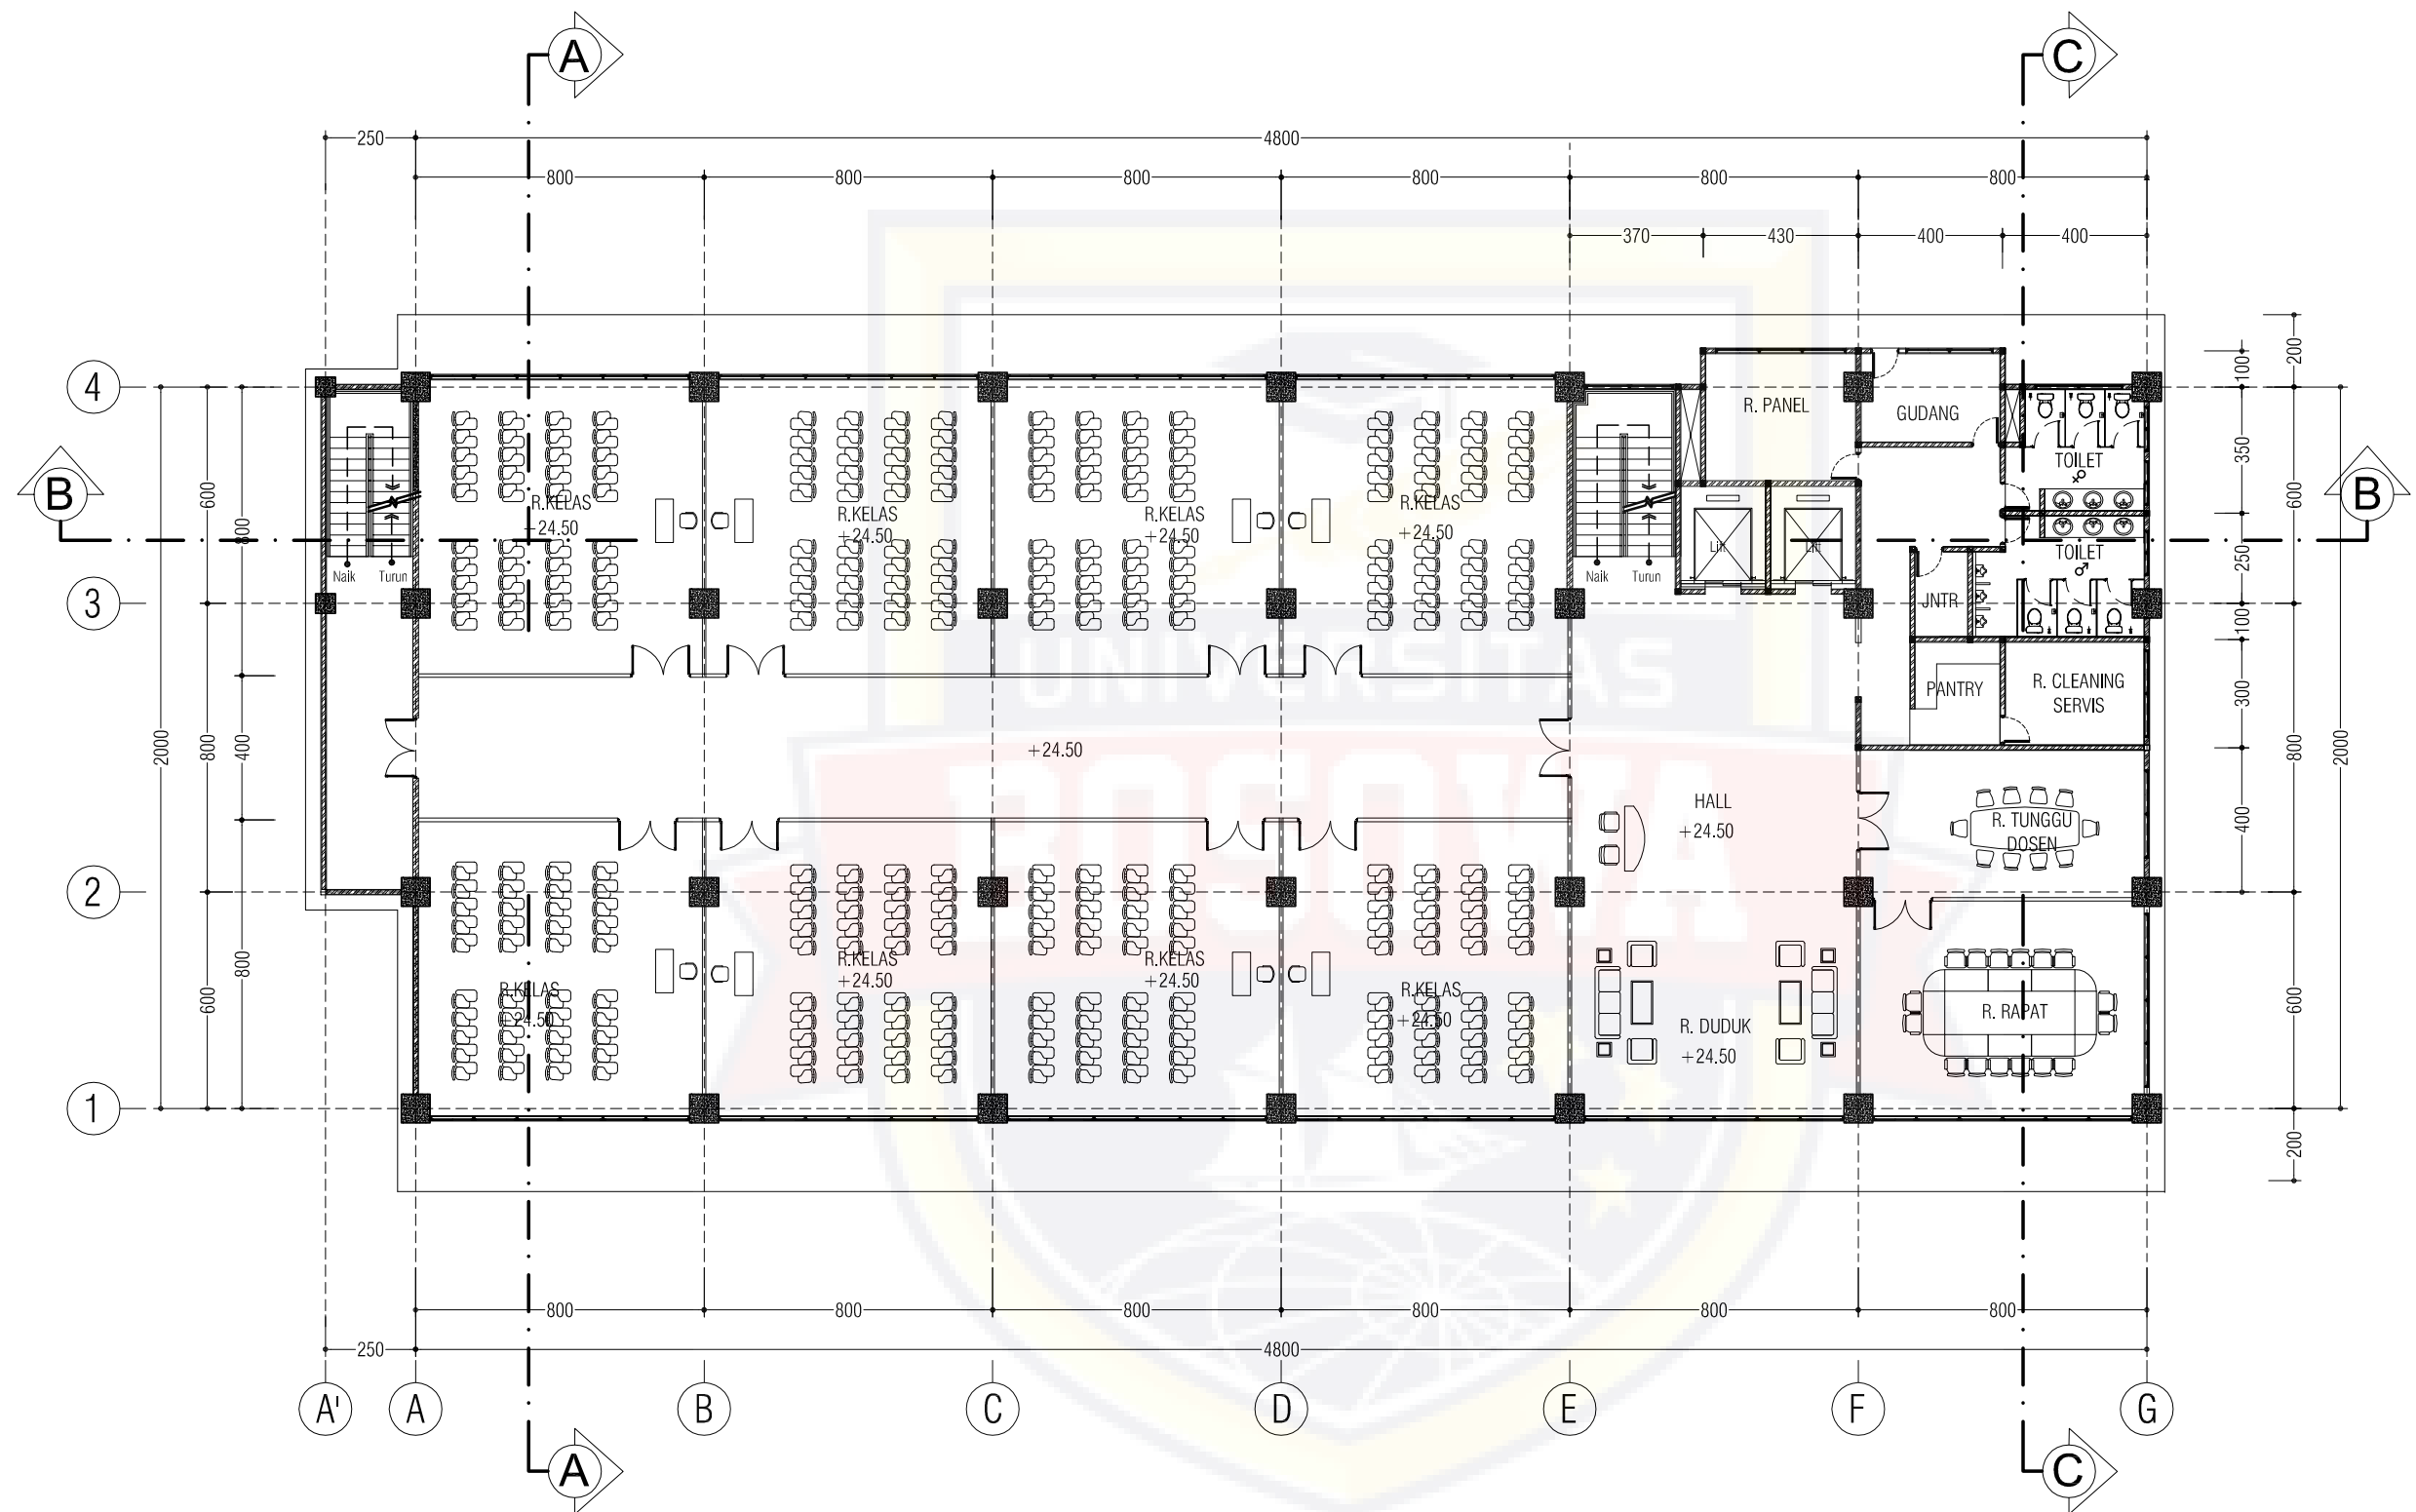 A
C
250
4800
800
800
800
800
800
800
370
430
400
400
200
100
4
R. PANEL
GUDANG
TOILET
350
600
600
800
B
B
R.KELAS
+24.50
R.KELAS
+24.50
R.KELAS
+24.50
R.KELAS
+24.50
Lift
Lift
TOILET
250
Naik
Turun
Naik
Turun
3
JNTR
100
UNIVERSITAS
PANTRY
R. CLEANING
SERVIS
300
2000
800
400
+24.50
800
2000
BOSOWA
HALL
+24.50
R. TUNGGU
DOSEN
400
2
R.KELAS
+24.50
R.KELAS
+24.50
R.KELAS
+24.50
R.KELAS
+24.50
800
600
R. DUDUK
+24.50
R. RAPAT
600
1
200
800
800
800
800
800
800
250
4800
A'
A
B
C
D
E
F
G
A
C